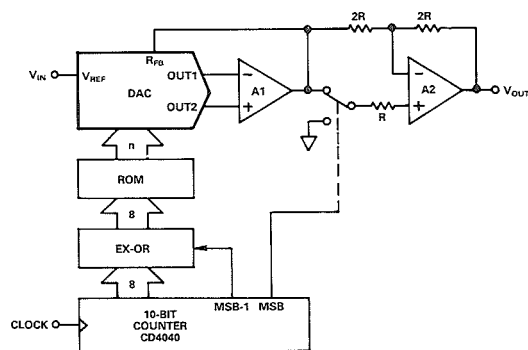 2R 2R
V_IN V_REF R_FB OUT1
DAC
OUT2
− A1 +
− A2 +
V_OUT
R
n
ROM
8
EX-OR
8
MSB-1 MSB
CLOCK
10-BIT
COUNTER
CD4040